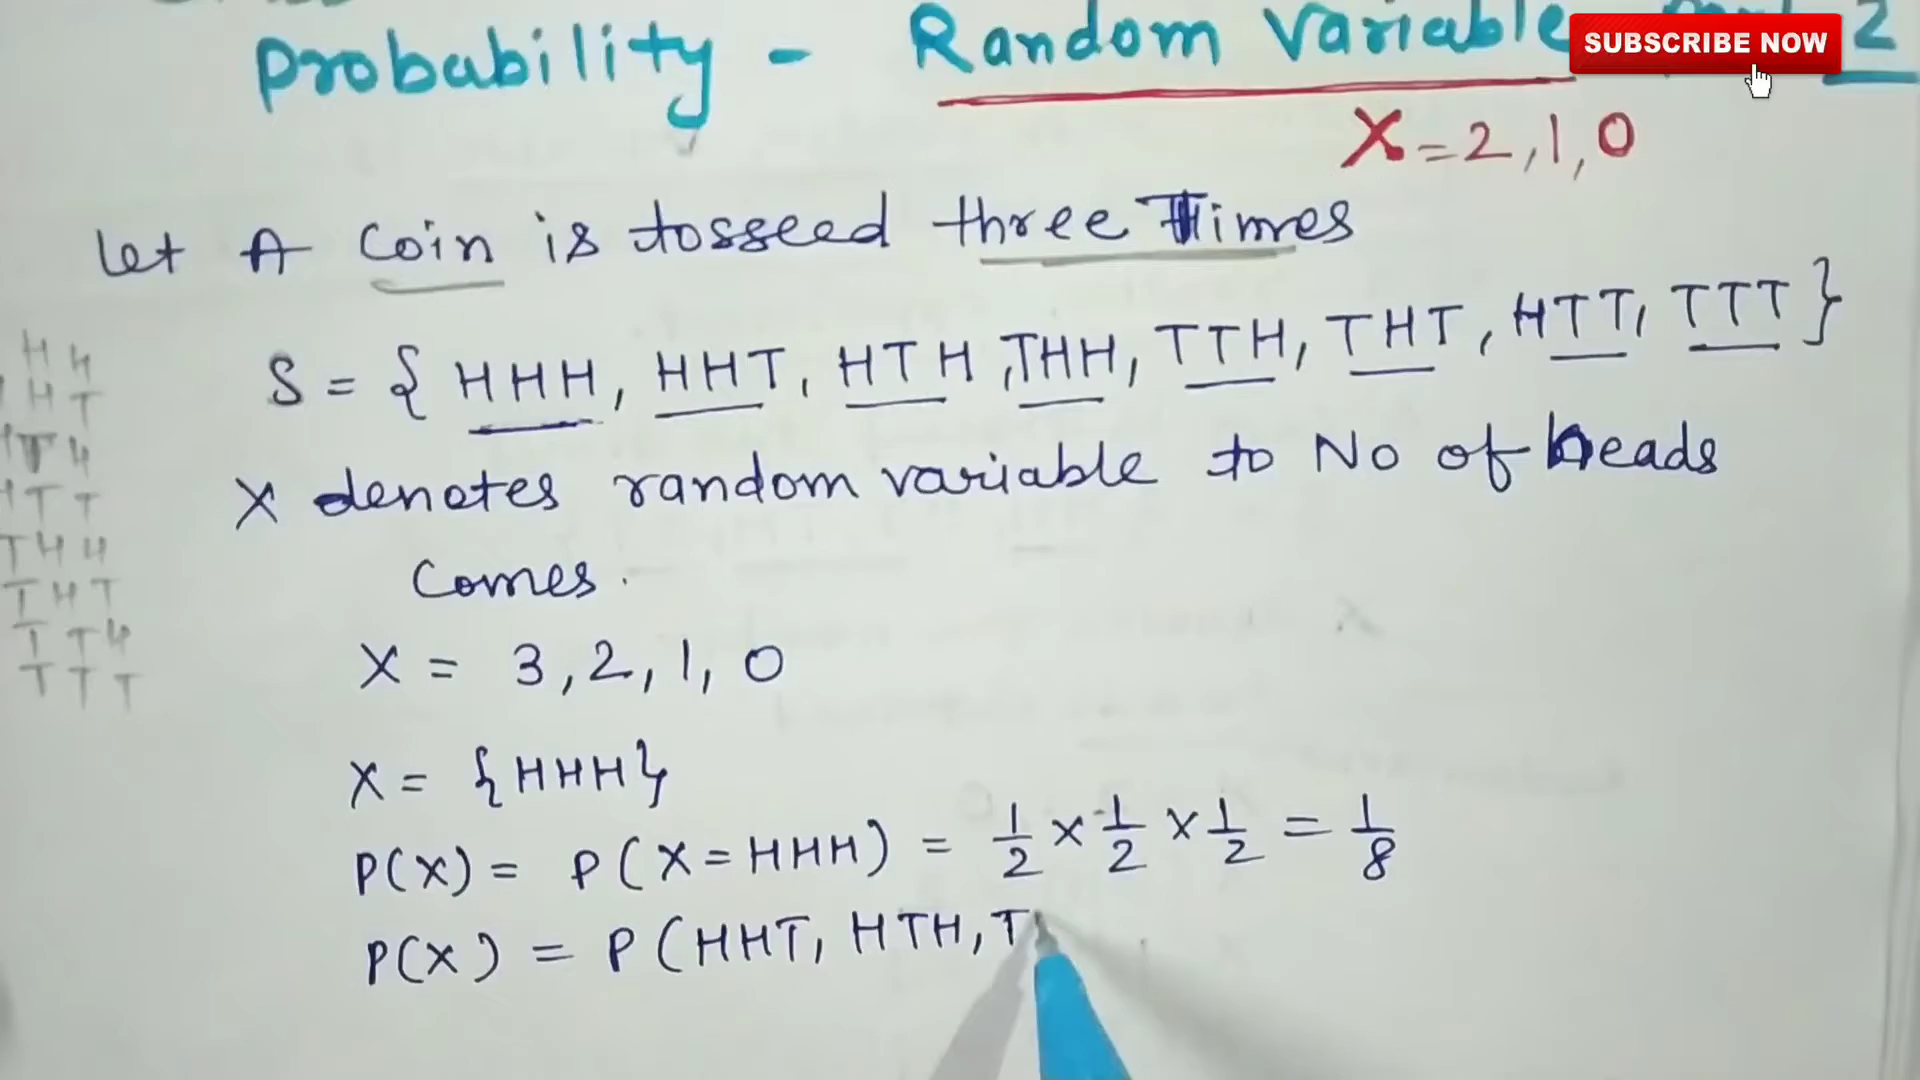 Probability - Random Variable 2
SUBSCRIBE NOW
X = 2, 1, 0
let A Coin is tosseed three Times
S = { HHH, HHT, HTH, THH, TTH, THT, HTT, TTT }
X denotes random variable to No of heads
Comes.
X = 3, 2, 1, 0
X = {HHH}
P(X) = P(X = HHH) = 1/2 × 1/2 × 1/2 = 1/8
P(X) = P(HHT, HTH, T
H H
H T
T H
T T
T H H
T H T
T T H
T T T